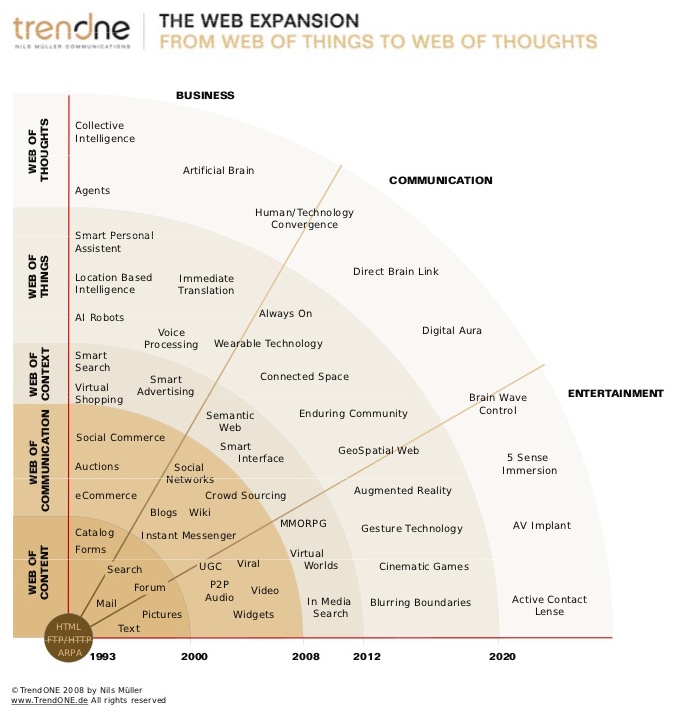 trendone
NILS MÜLLER COMMUNICATIONS
THE WEB EXPANSION
FROM WEB OF THINGS TO WEB OF THOUGHTS
BUSINESS
COMMUNICATION
ENTERTAINMENT
WEB OF
THOUGHTS
Collective
Intelligence
Artificial Brain
Agents
Human/Technology
Convergence
Direct Brain Link
Digital Aura
Brain Wave
Control
5 Sense
Immersion
AV Implant
Active Contact
Lense
WEB OF
THINGS
Smart Personal
Assistent
Location Based
Intelligence
Immediate
Translation
AI Robots
Voice
Processing
Always On
Wearable Technology
Connected Space
Enduring Community
GeoSpatial Web
Augmented Reality
Gesture Technology
Cinematic Games
Blurring Boundaries
WEB OF
CONTEXT
Smart
Search
Virtual
Shopping
Smart
Advertising
Semantic
Web
Smart
Interface
MMORPG
Virtual
Worlds
In Media
Search
WEB OF
COMMUNICATION
Social Commerce
Auctions
eCommerce
Social
Networks
Crowd Sourcing
Blogs
Wiki
Instant Messenger
UGC
Viral
P2P
Audio
Video
Widgets
WEB OF
CONTENT
Catalog
Forms
Search
Forum
Mail
Pictures
Text
HTML
FTP/HTTP
ARPA
1993
2000
2008
2012
2020
©TrendONE 2008 by Nils Müller
www.TrendONE.de All rights reserved